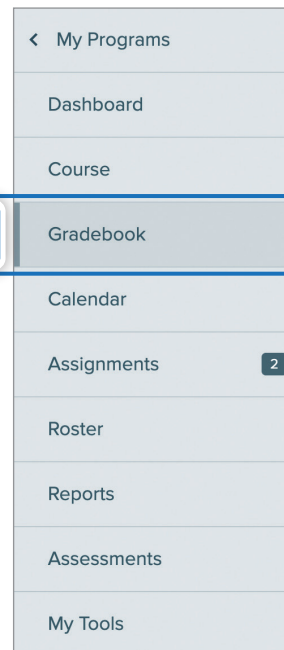 < My Programs
Dashboard
Course
Gradebook
Calendar
Assignments 2
Roster
Reports
Assessments
My Tools